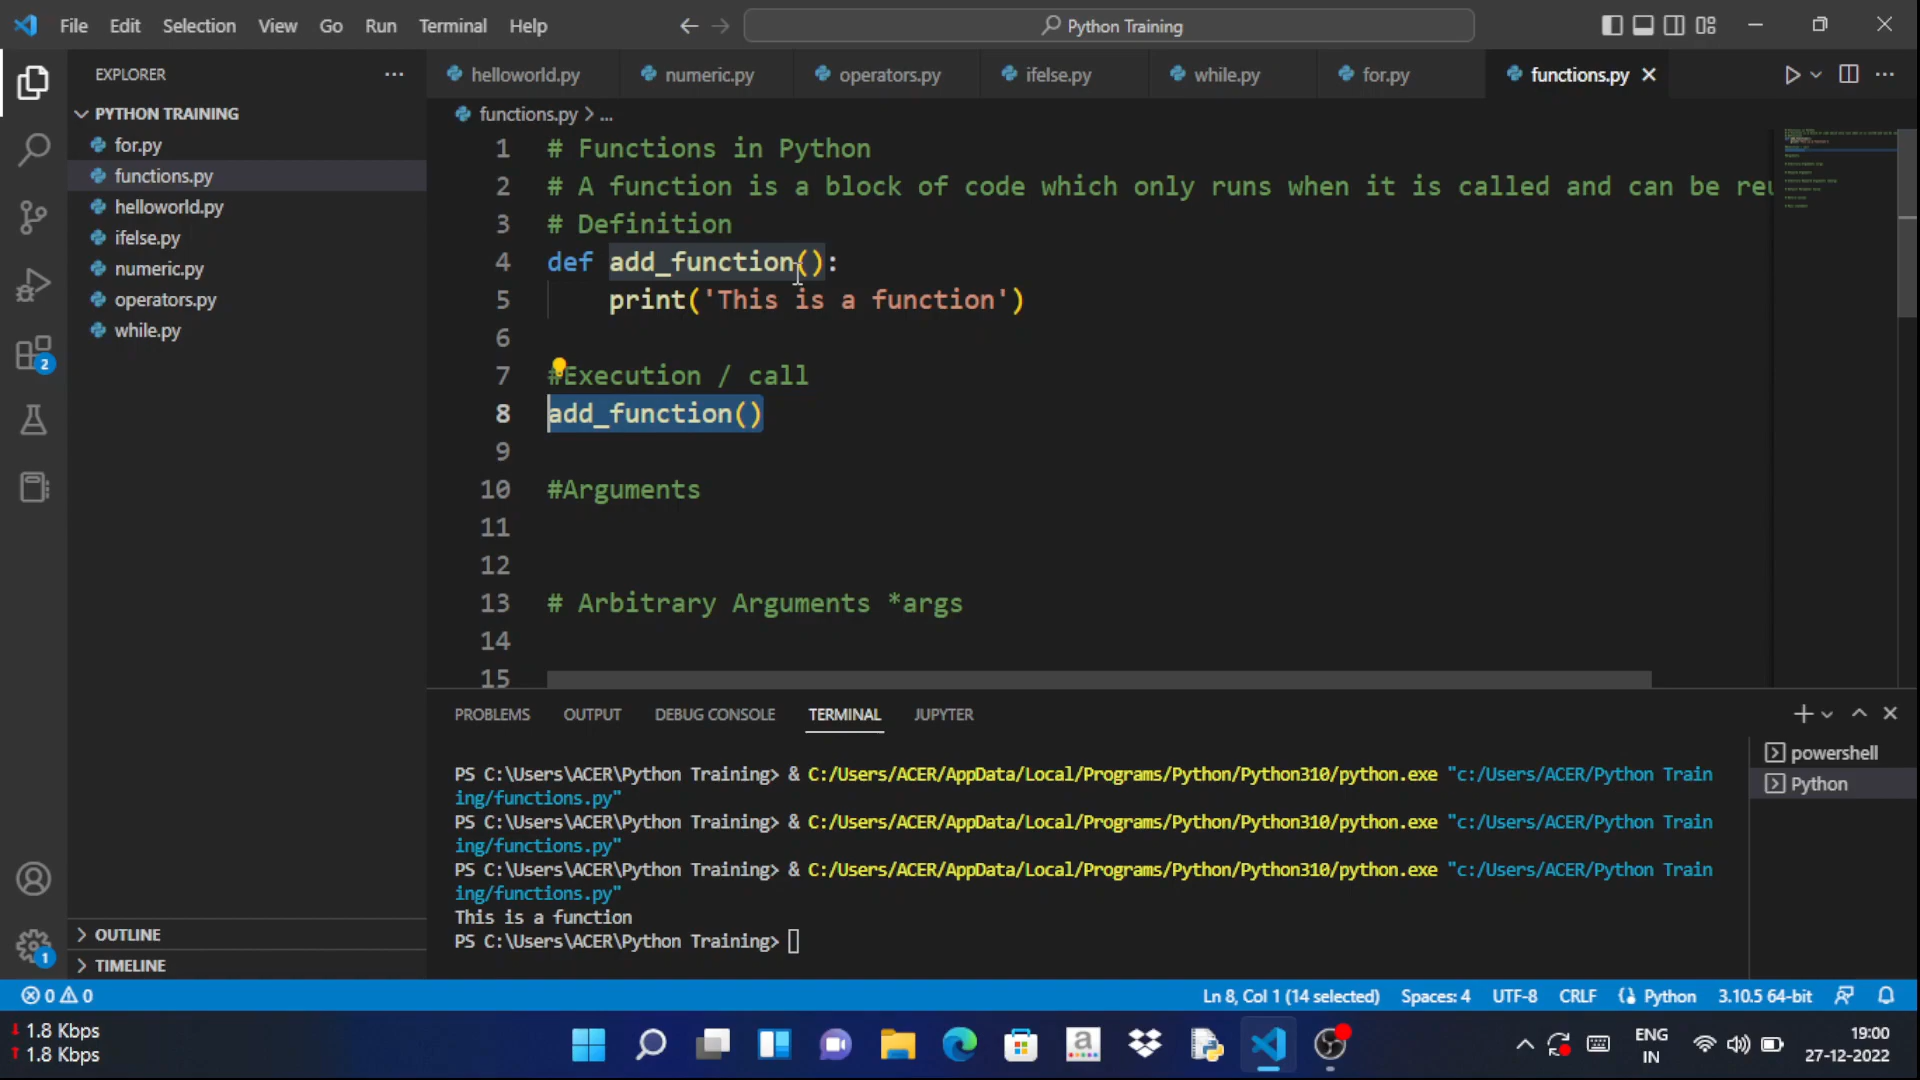 File Edit Selection View Go Run Terminal Help
Python Training
EXPLORER
PYTHON TRAINING
for.py
functions.py
helloworld.py
ifelse.py
numeric.py
operators.py
while.py
OUTLINE
TIMELINE
helloworld.py numeric.py operators.py ifelse.py while.py for.py functions.py
functions.py > ...
1 # Functions in Python
2 # A function is a block of code which only runs when it is called and can be reu
3 # Definition
4 def add_function():
5 print('This is a function')
6
7 #Execution / call
8 add_function()
9
10 #Arguments
11
12
13 # Arbitrary Arguments *args
14
15
PROBLEMS OUTPUT DEBUG CONSOLE TERMINAL JUPYTER
PS C:\Users\ACER\Python Training> & C:/Users/ACER/AppData/Local/Programs/Python/Python310/python.exe "c:/Users/ACER/Python Train
ing/functions.py"
PS C:\Users\ACER\Python Training> & C:/Users/ACER/AppData/Local/Programs/Python/Python310/python.exe "c:/Users/ACER/Python Train
ing/functions.py"
PS C:\Users\ACER\Python Training> & C:/Users/ACER/AppData/Local/Programs/Python/Python310/python.exe "c:/Users/ACER/Python Train
ing/functions.py"
This is a function
PS C:\Users\ACER\Python Training>
powershell
Python
2
1
0 0
Ln 8, Col 1 (14 selected) Spaces: 4 UTF-8 CRLF Python 3.10.5 64-bit
1.8 Kbps
1.8 Kbps
a
ENG
IN
19:00
27-12-2022